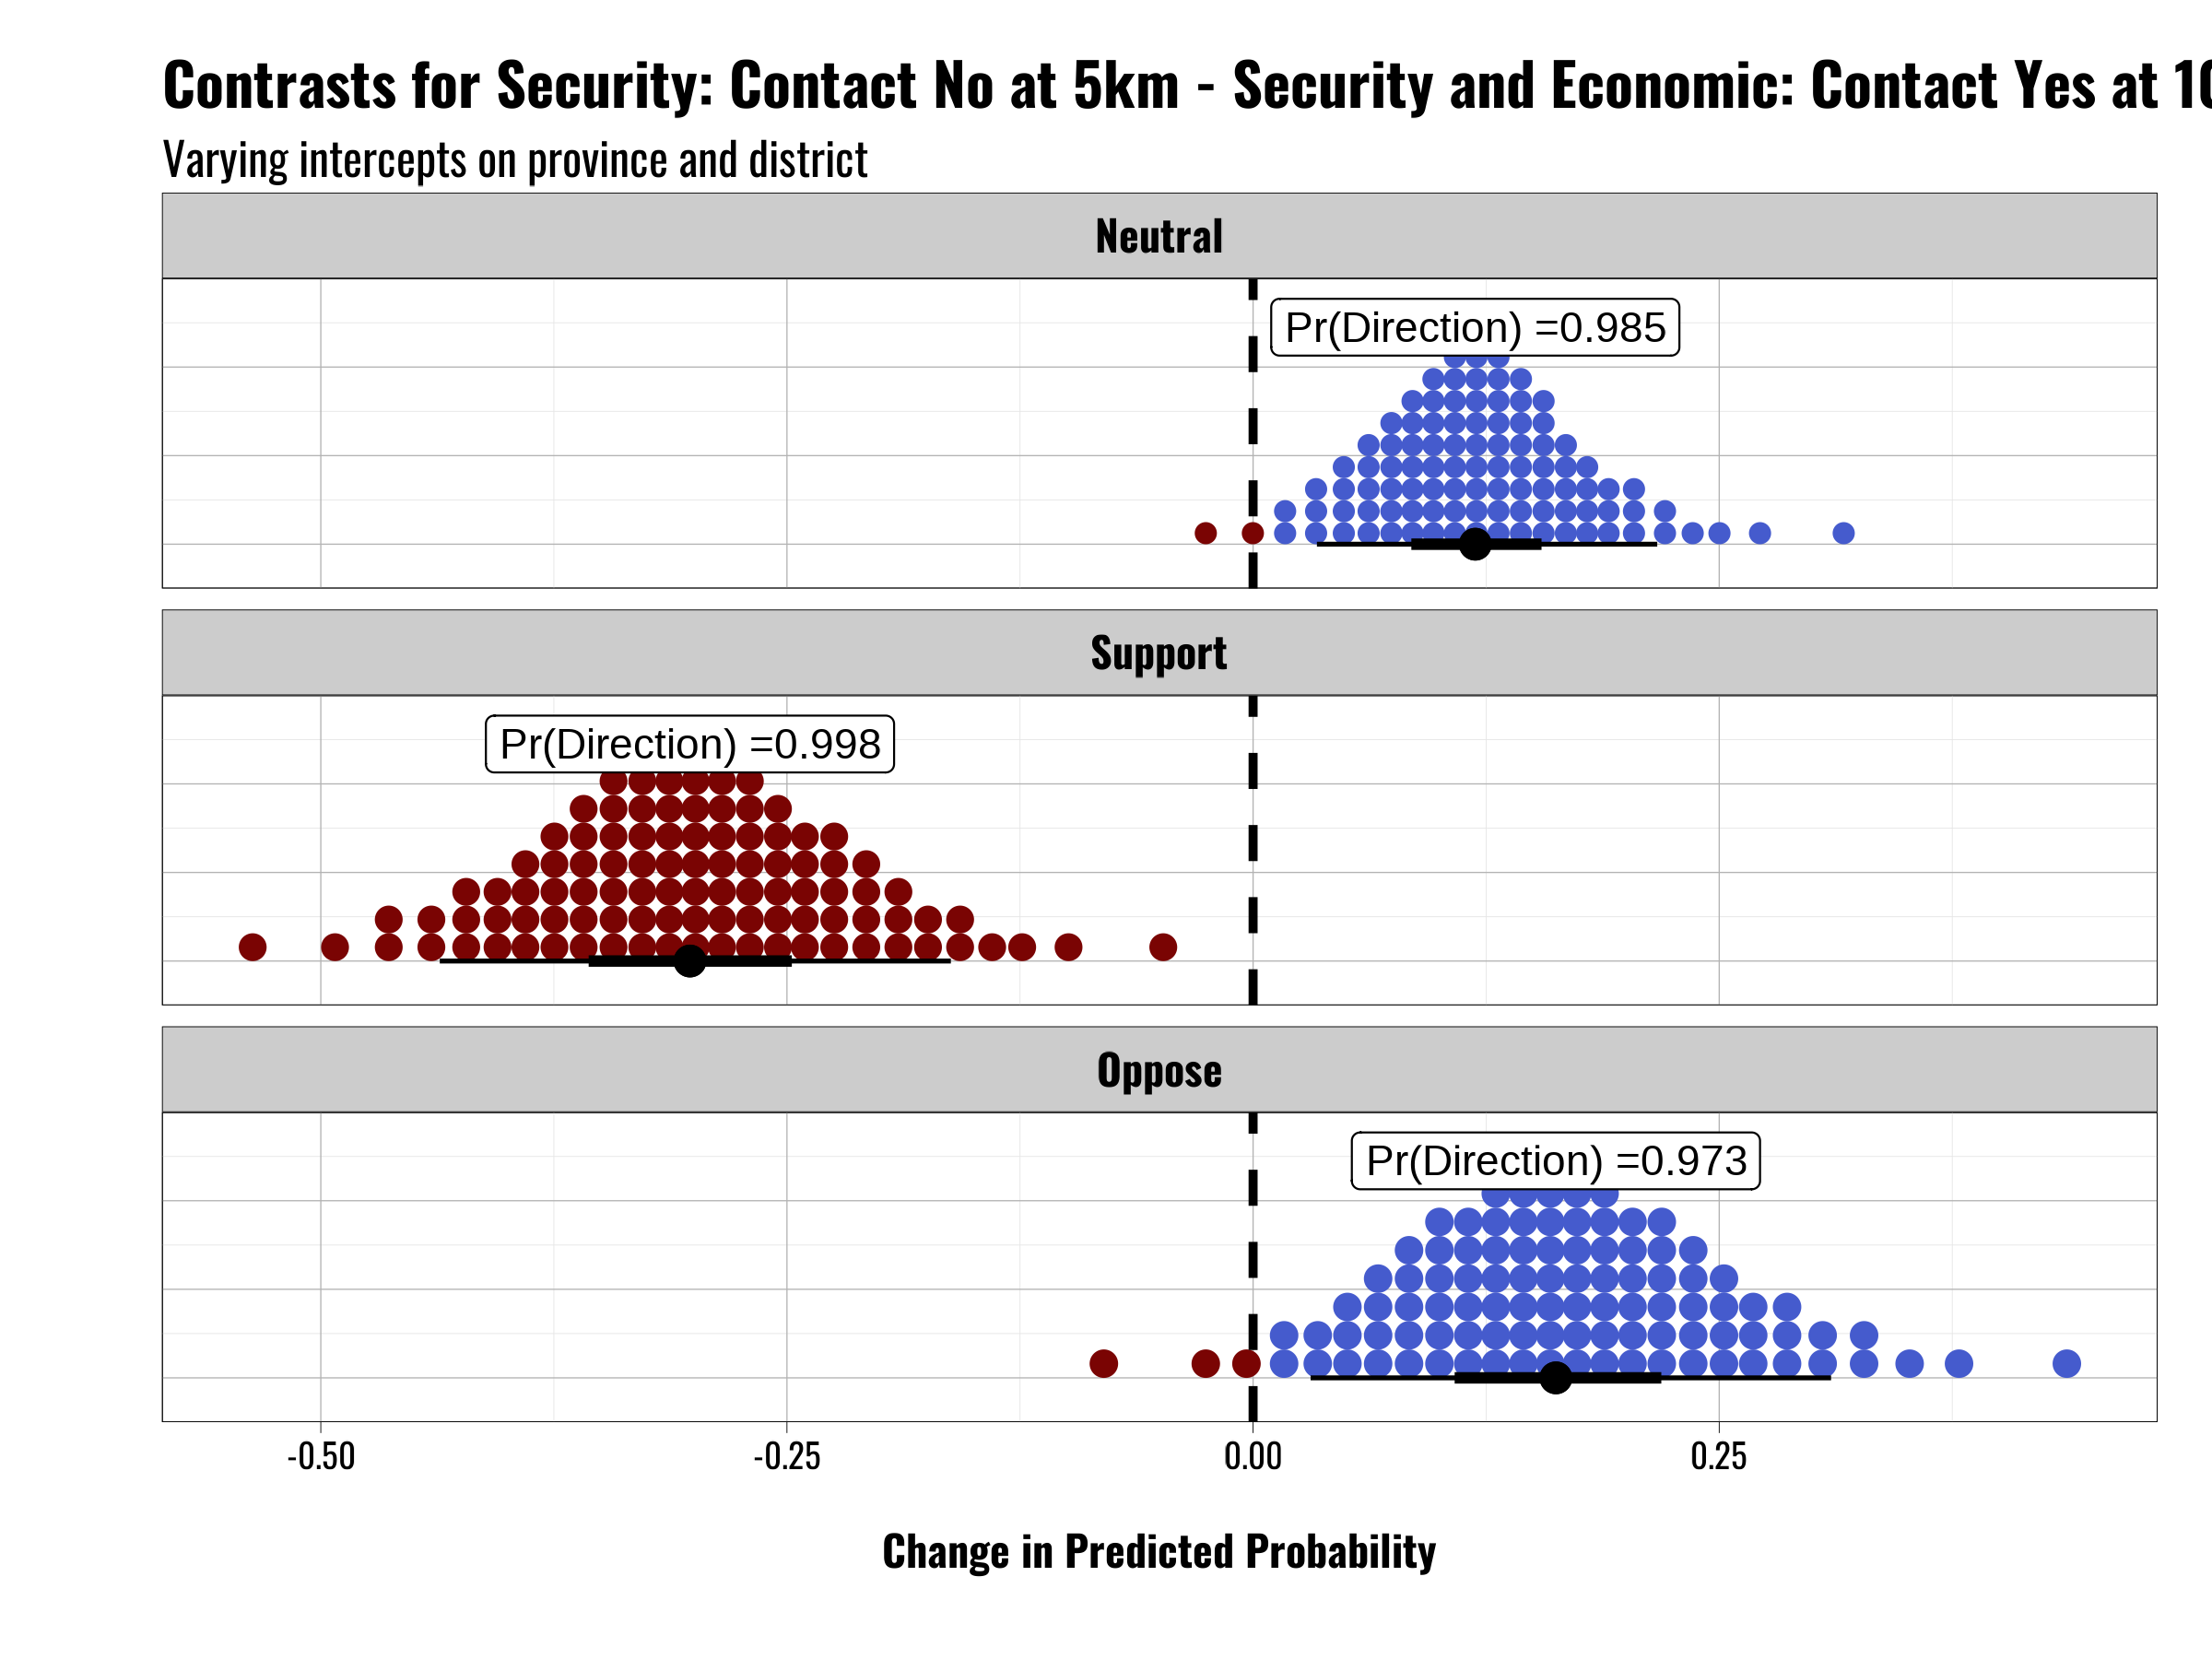 Contrasts for Security: Contact No at 5km - Security and Economic: Contact Yes at
Varying intercepts on province and district
Neutral
Pr(Direction) =0.985
Support
Pr(Direction) =0.998
Oppose
Pr(Direction) =0.973
-0.50 -0.25 0.00 0.25
Change in Predicted Probability